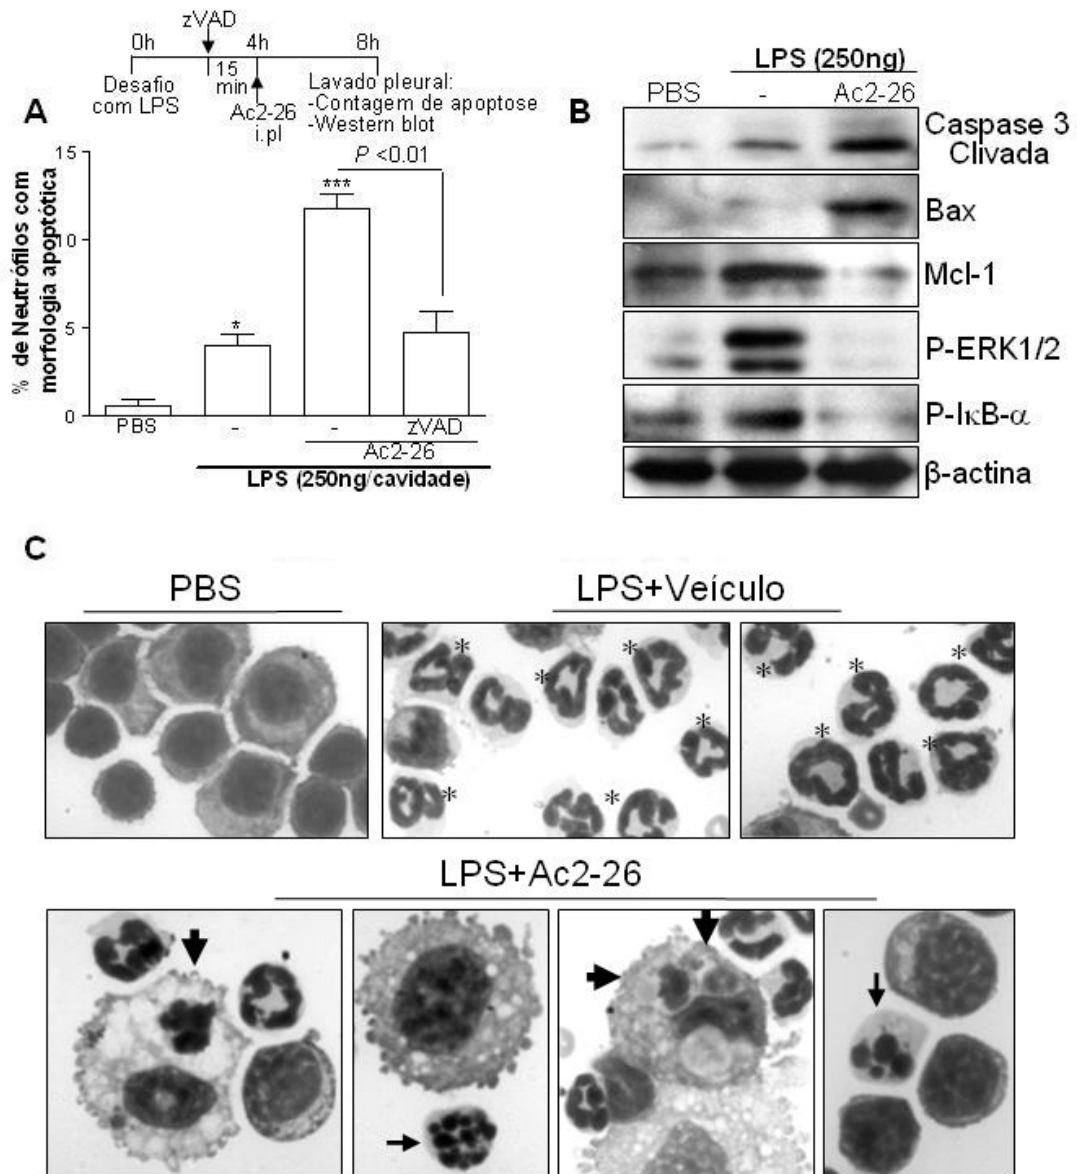 zVAD
0h
4h
8h
15
min
Desafio
com LPS
Ac2-26
i.pl
Lavado pleural:
-Contagem de apoptose
-Western blot
A
% de Neutrófilos com
morfologia apoptótica
15
10
5
0
P <0.01
*
***
PBS
-
-
zVAD
Ac2-26
LPS (250ng/cavidade)
B
LPS (250ng)
PBS
-
Ac2-26
Caspase 3
Clivada
Bax
Mcl-1
P-ERK1/2
P-IκB-α
β-actina
C
PBS
LPS+Veículo
* * * * * * *
* * * * *
LPS+Ac2-26